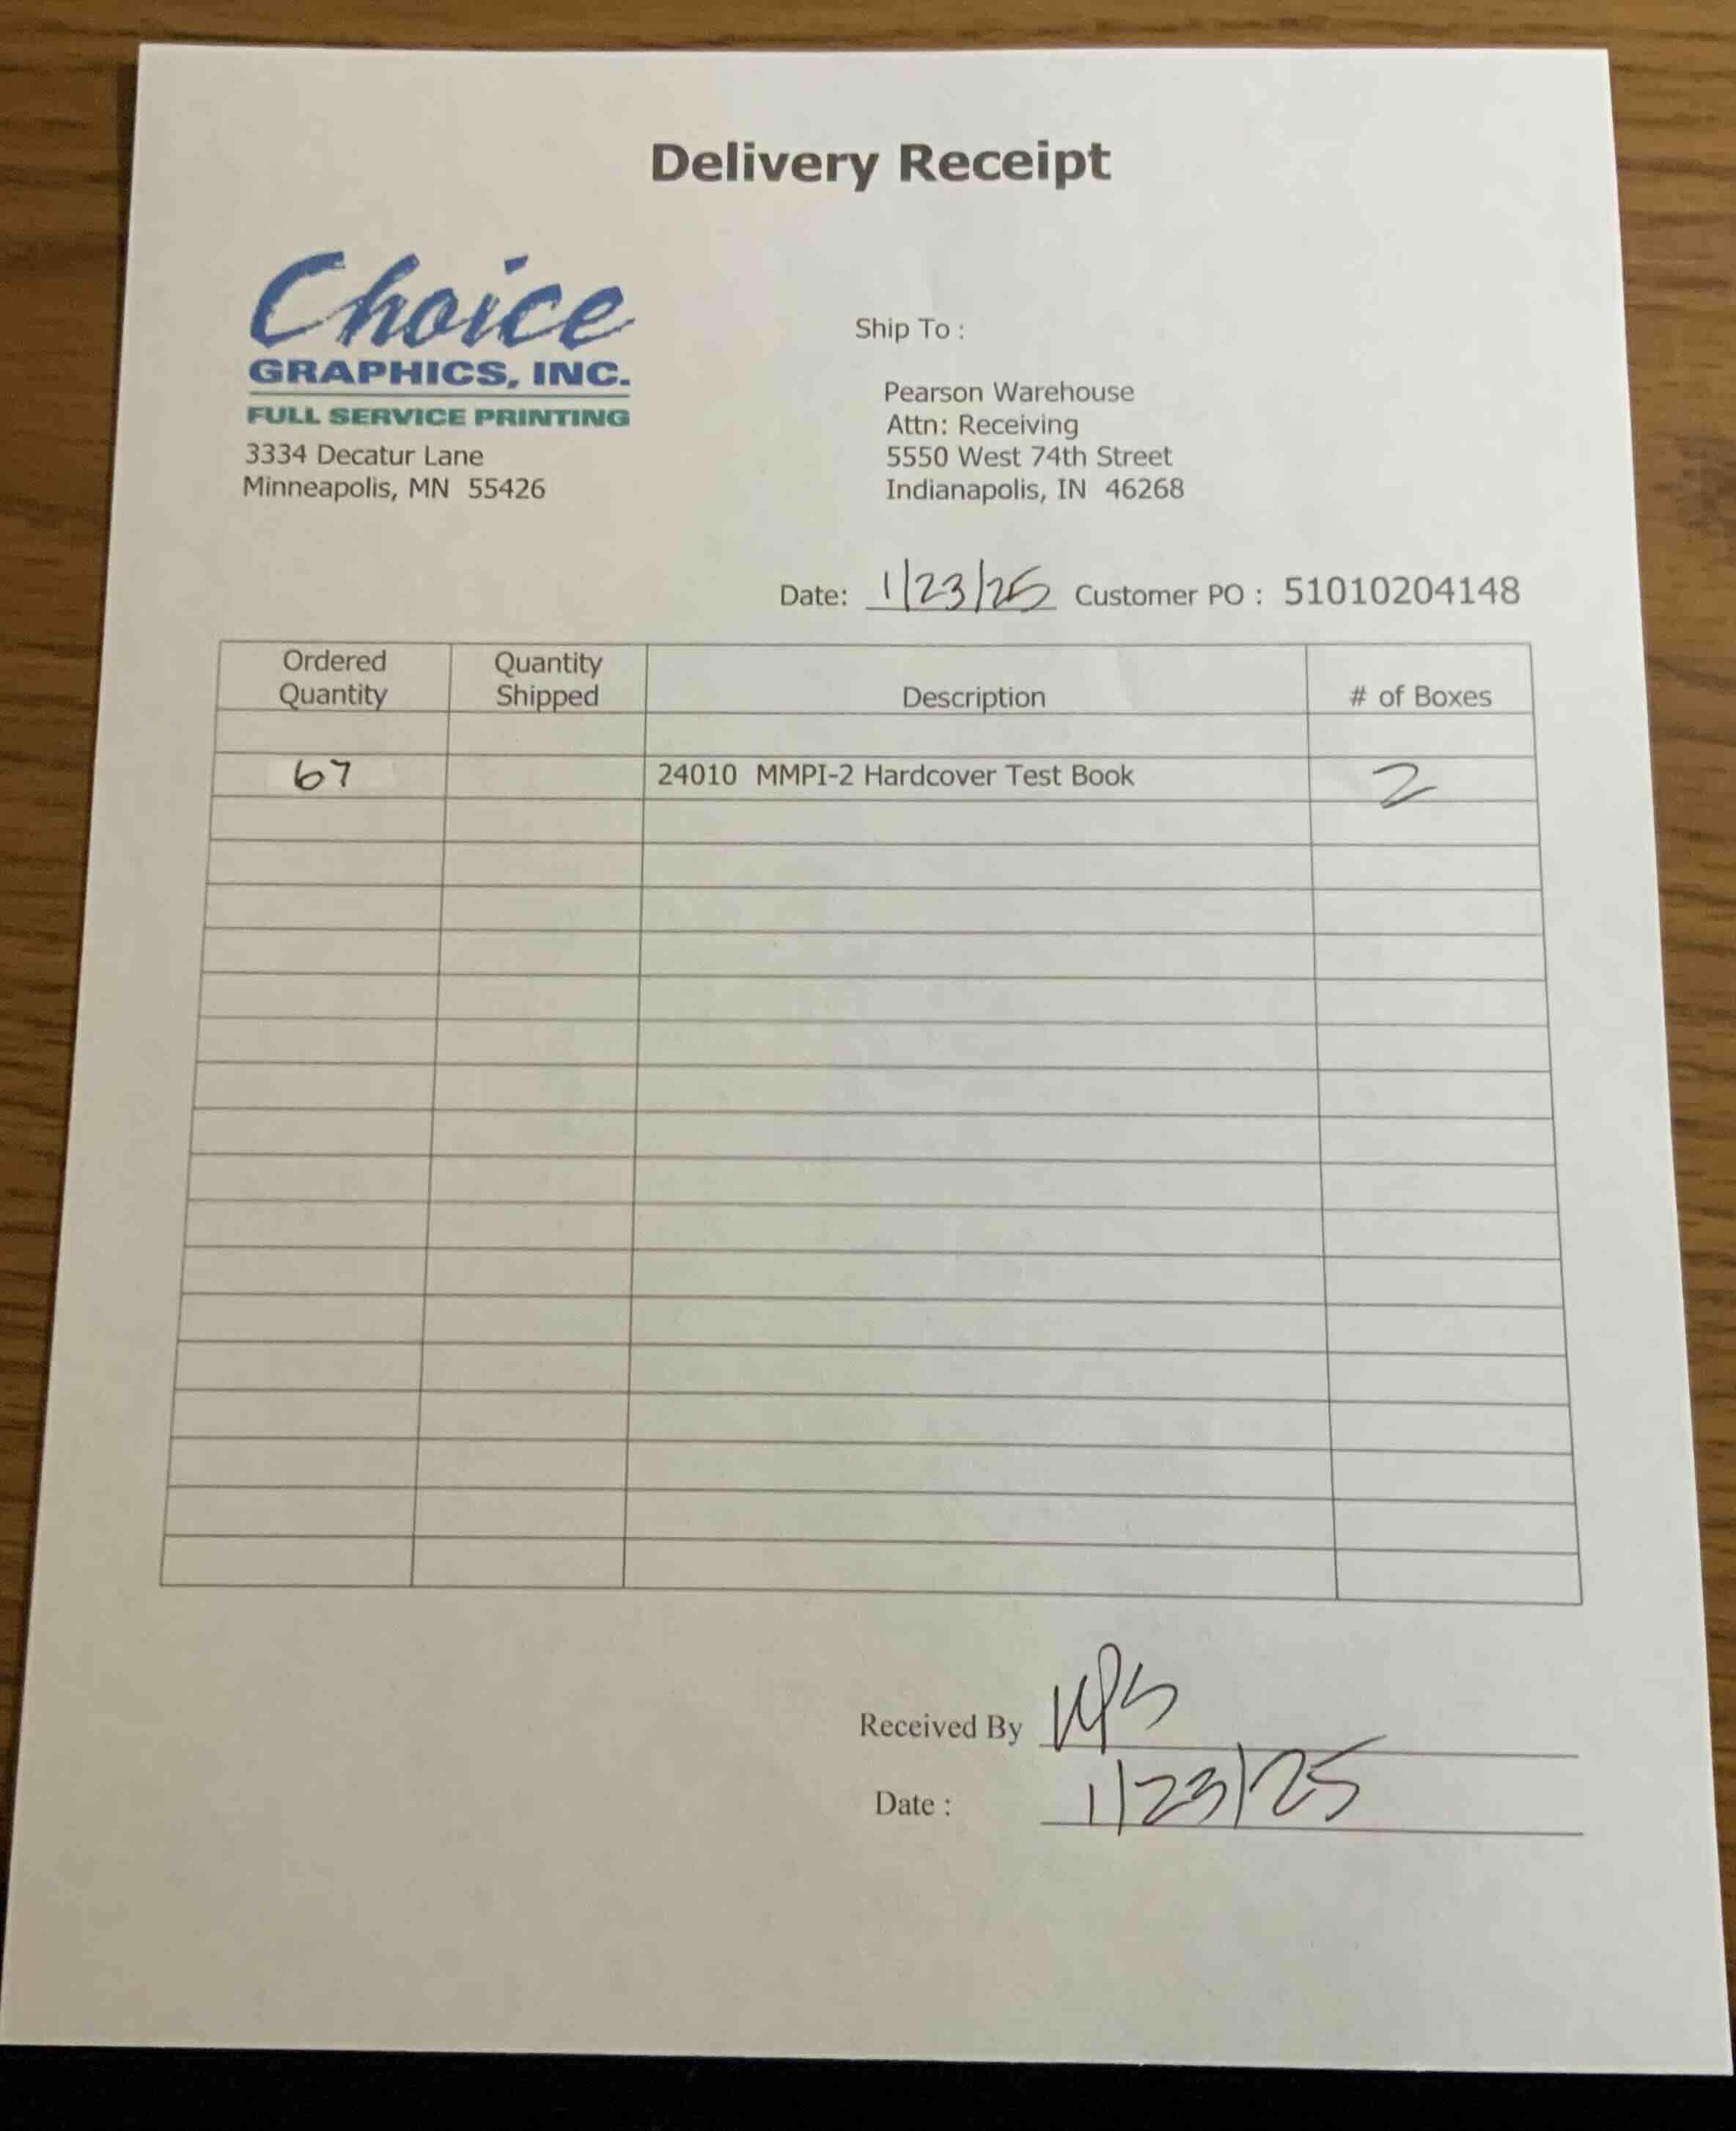 Delivery Receipt
Choice
GRAPHICS, INC.
FULL SERVICE PRINTING
3334 Decatur Lane
Minneapolis, MN 55426
Ship To :
Pearson Warehouse
Attn: Receiving
5550 West 74th Street
Indianapolis, IN 46268
Date: 1/23/25 Customer PO : 51010204148
Ordered Quantity Quantity Shipped Description # of Boxes
67 24010 MMPI-2 Hardcover Test Book 2
Received By UPS
Date : 1/23/25